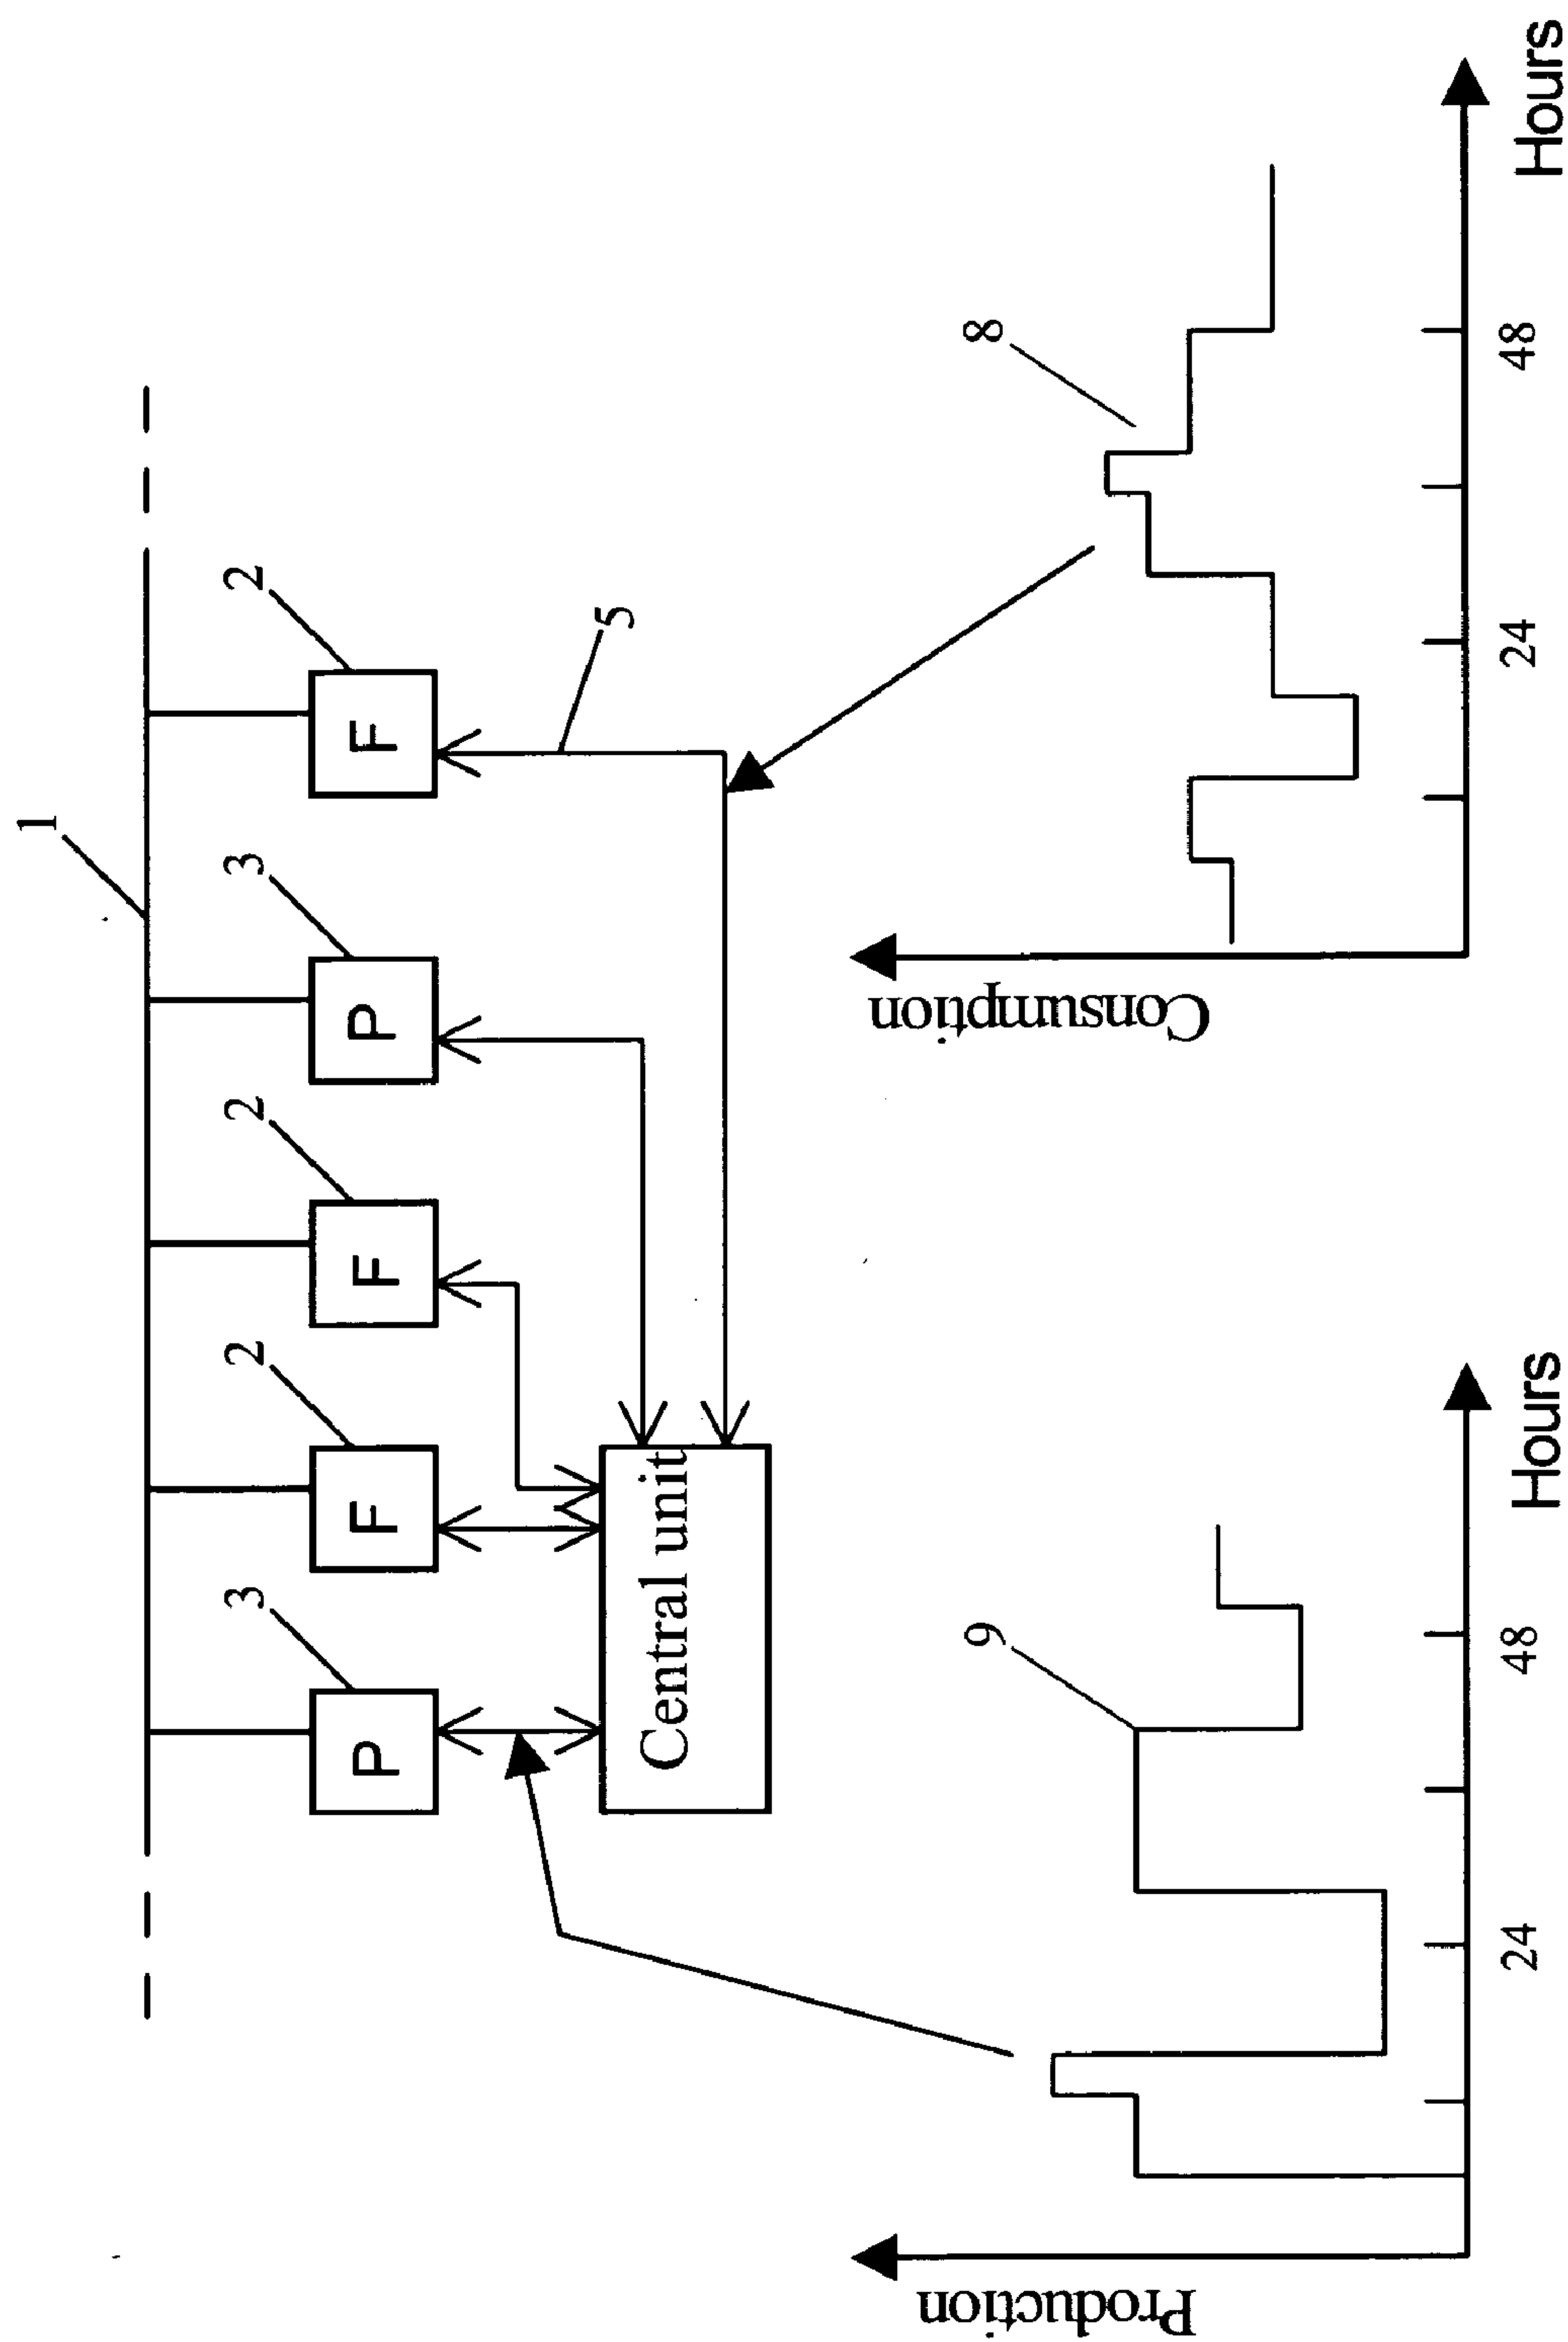 1
3 2 2 3 2
P F F P F
5
Central unit
9 8
Production Consumption
24 48 24 48
Hours Hours